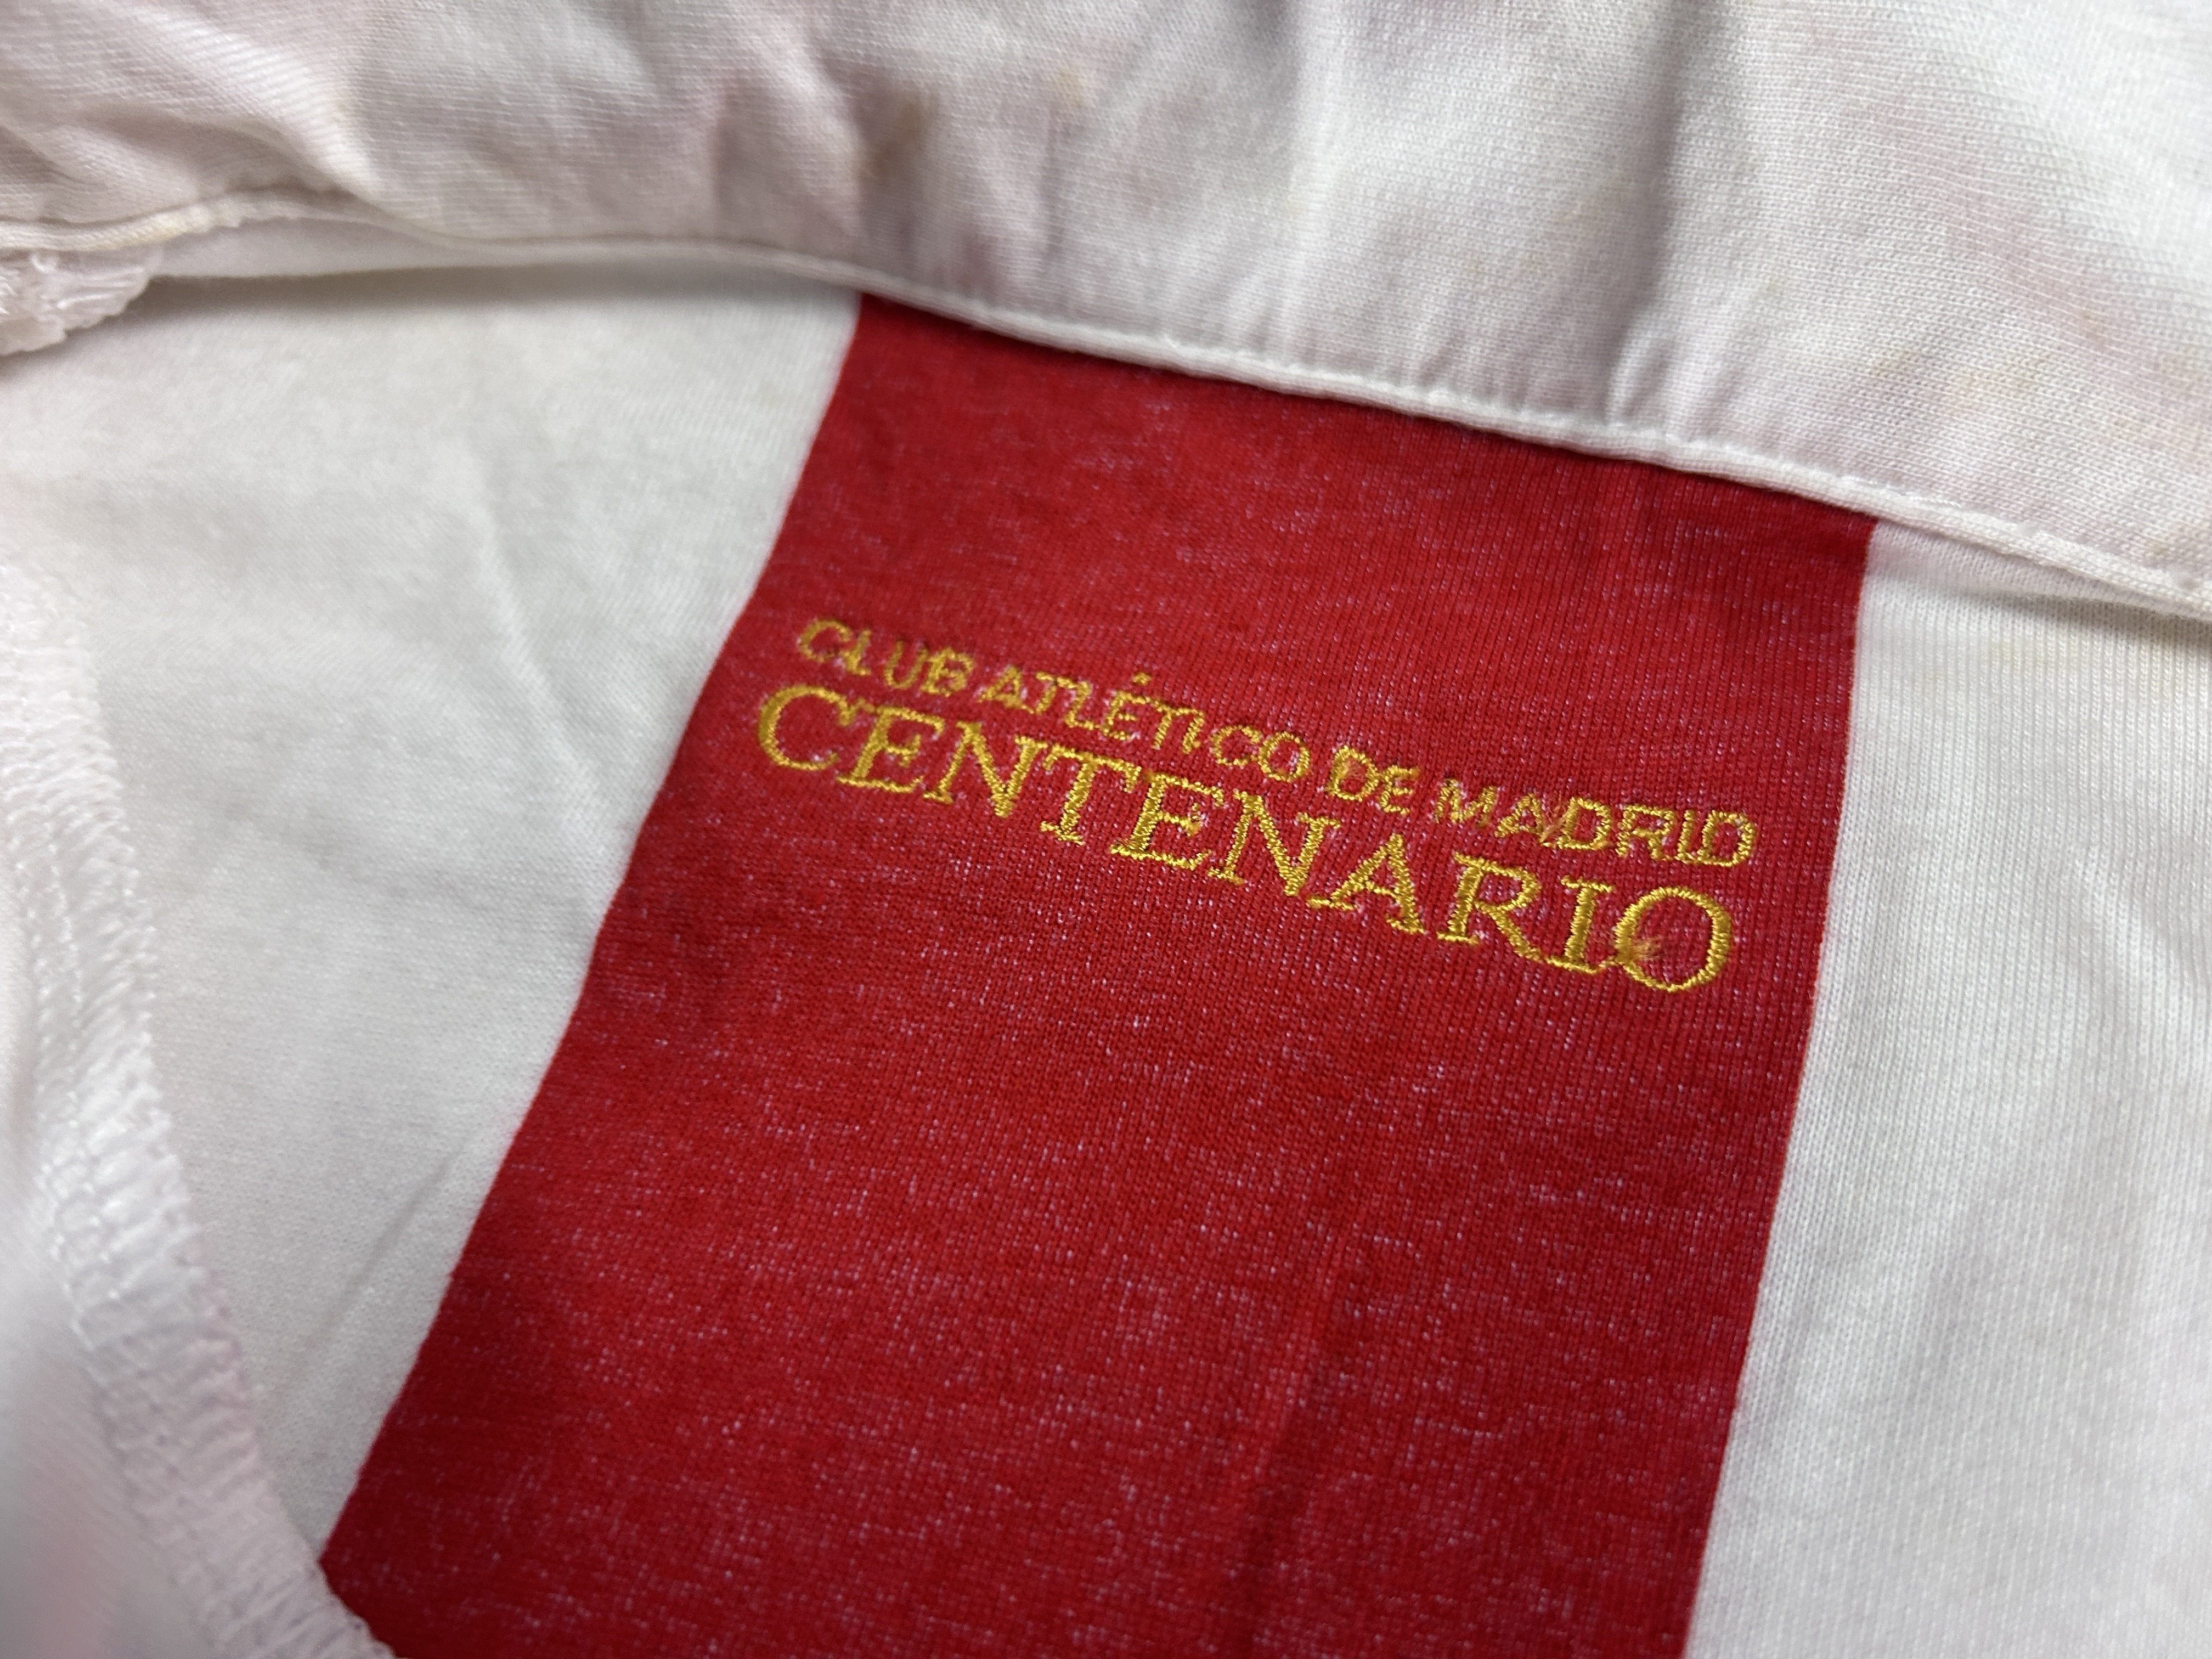 CLUB ATLÉTICO DE MADRID
CENTENARIO